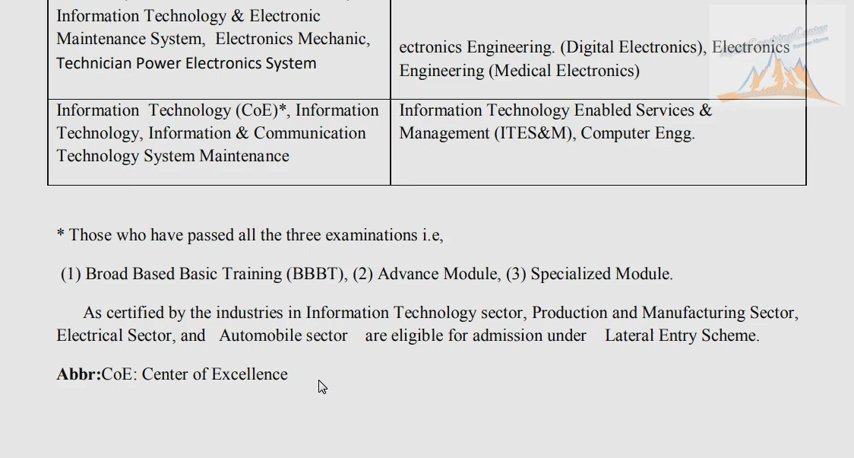 Information Technology & Electronic
Maintenance System, Electronics Mechanic,
Technician Power Electronics System
ectronics Engineering. (Digital Electronics), Electronics
Engineering (Medical Electronics)
Information Technology (CoE)*, Information
Technology, Information & Communication
Technology System Maintenance
Information Technology Enabled Services &
Management (ITES&M), Computer Engg.
* Those who have passed all the three examinations i.e,
(1) Broad Based Basic Training (BBBT), (2) Advance Module, (3) Specialized Module.
As certified by the industries in Information Technology sector, Production and Manufacturing Sector,
Electrical Sector, and Automobile sector are eligible for admission under Lateral Entry Scheme.
Abbr:CoE: Center of Excellence